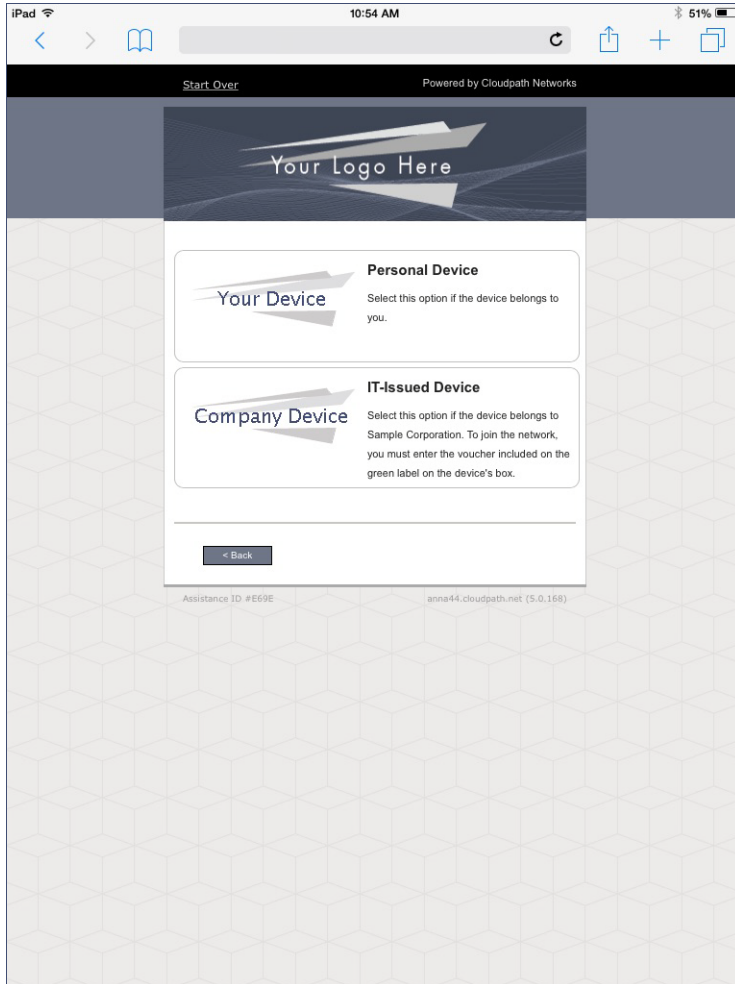 iPad 10:54 AM 51%
Start Over Powered by Cloudpath Networks
Your Logo Here
Your Device
Personal Device
Select this option if the device belongs to
you.
Company Device
IT-Issued Device
Select this option if the device belongs to
Sample Corporation. To join the network,
you must enter the voucher included on the
green label on the device's box.
< Back
Assistance ID #E69E anna44.cloudpath.net (5.0.168)